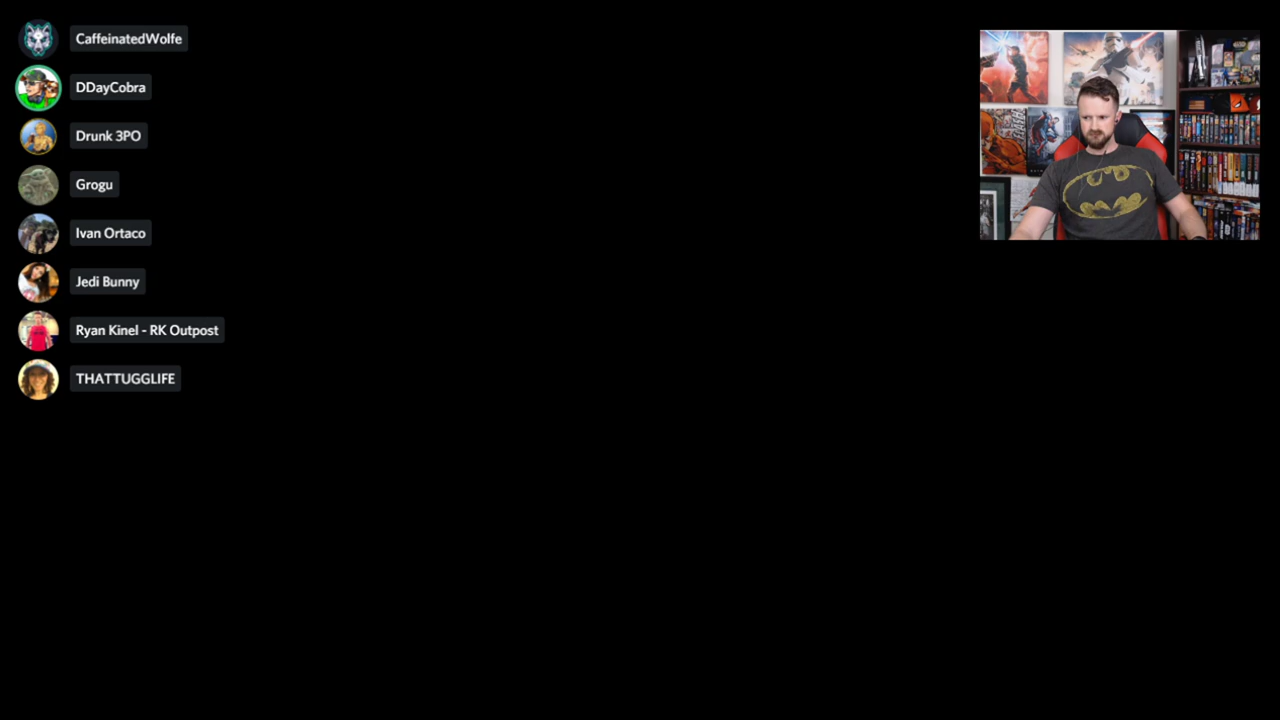 CaffeinatedWolfe
DDayCobra
Drunk 3PO
Grogu
Ivan Ortaco
Jedi Bunny
Ryan Kinel - RK Outpost
THATTUGGLIFE